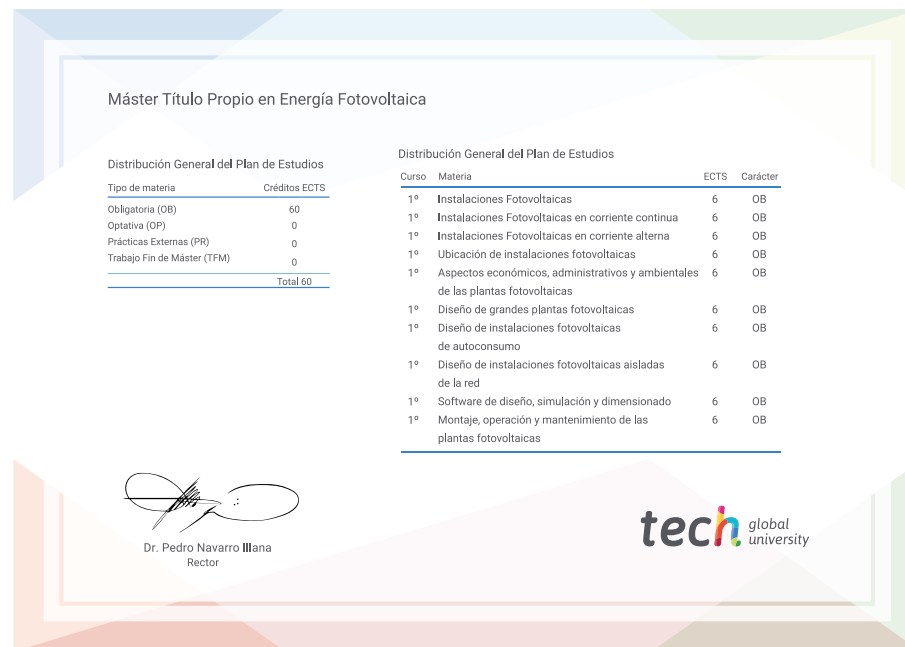 Máster Título Propio en Energía Fotovoltaica
Distribución General del Plan de Estudios
Tipo de materia Créditos ECTS
Obligatoria (OB) 60
Optativa (OP) 0
Prácticas Externas (PR) 0
Trabajo Fin de Máster (TFM) 0
Total 60
Distribución General del Plan de Estudios
Curso Materia ECTS Carácter
1º Instalaciones Fotovoltaicas 6 OB
1º Instalaciones Fotovoltaicas en corriente continua 6 OB
1º Instalaciones Fotovoltaicas en corriente alterna 6 OB
1º Ubicación de instalaciones fotovoltaicas 6 OB
1º Aspectos económicos, administrativos y ambientales 6 OB
de las plantas fotovoltaicas
1º Diseño de grandes plantas fotovoltaicas 6 OB
1º Diseño de instalaciones fotovoltaicas 6 OB
de autoconsumo
1º Diseño de instalaciones fotovoltaicas aisladas 6 OB
de la red
1º Software de diseño, simulación y dimensionado 6 OB
1º Montaje, operación y mantenimiento de las 6 OB
plantas fotovoltaicas
Dr. Pedro Navarro Illana
Rector
tech global
university